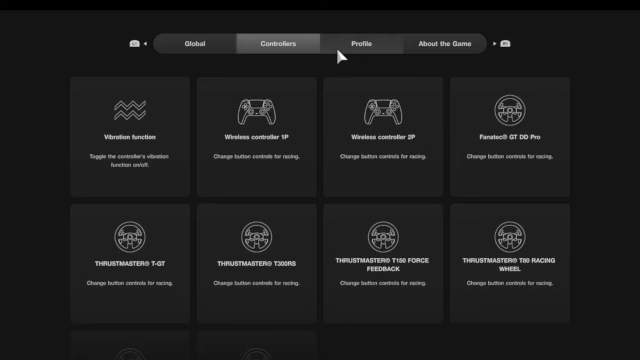 L1
Global
Controllers
Profile
About the Game
R1
Vibration function
Toggle the controller's vibration
function on/off.
Wireless controller 1P
Change button controls for racing.
Wireless controller 2P
Change button controls for racing.
Fanatec® GT DD Pro
Change button controls for racing.
THRUSTMASTER® T-GT
Change button controls for racing.
THRUSTMASTER® T300RS
Change button controls for racing.
THRUSTMASTER® T150 FORCE
FEEDBACK
Change button controls for racing.
THRUSTMASTER® T80 RACING
WHEEL
Change button controls for racing.